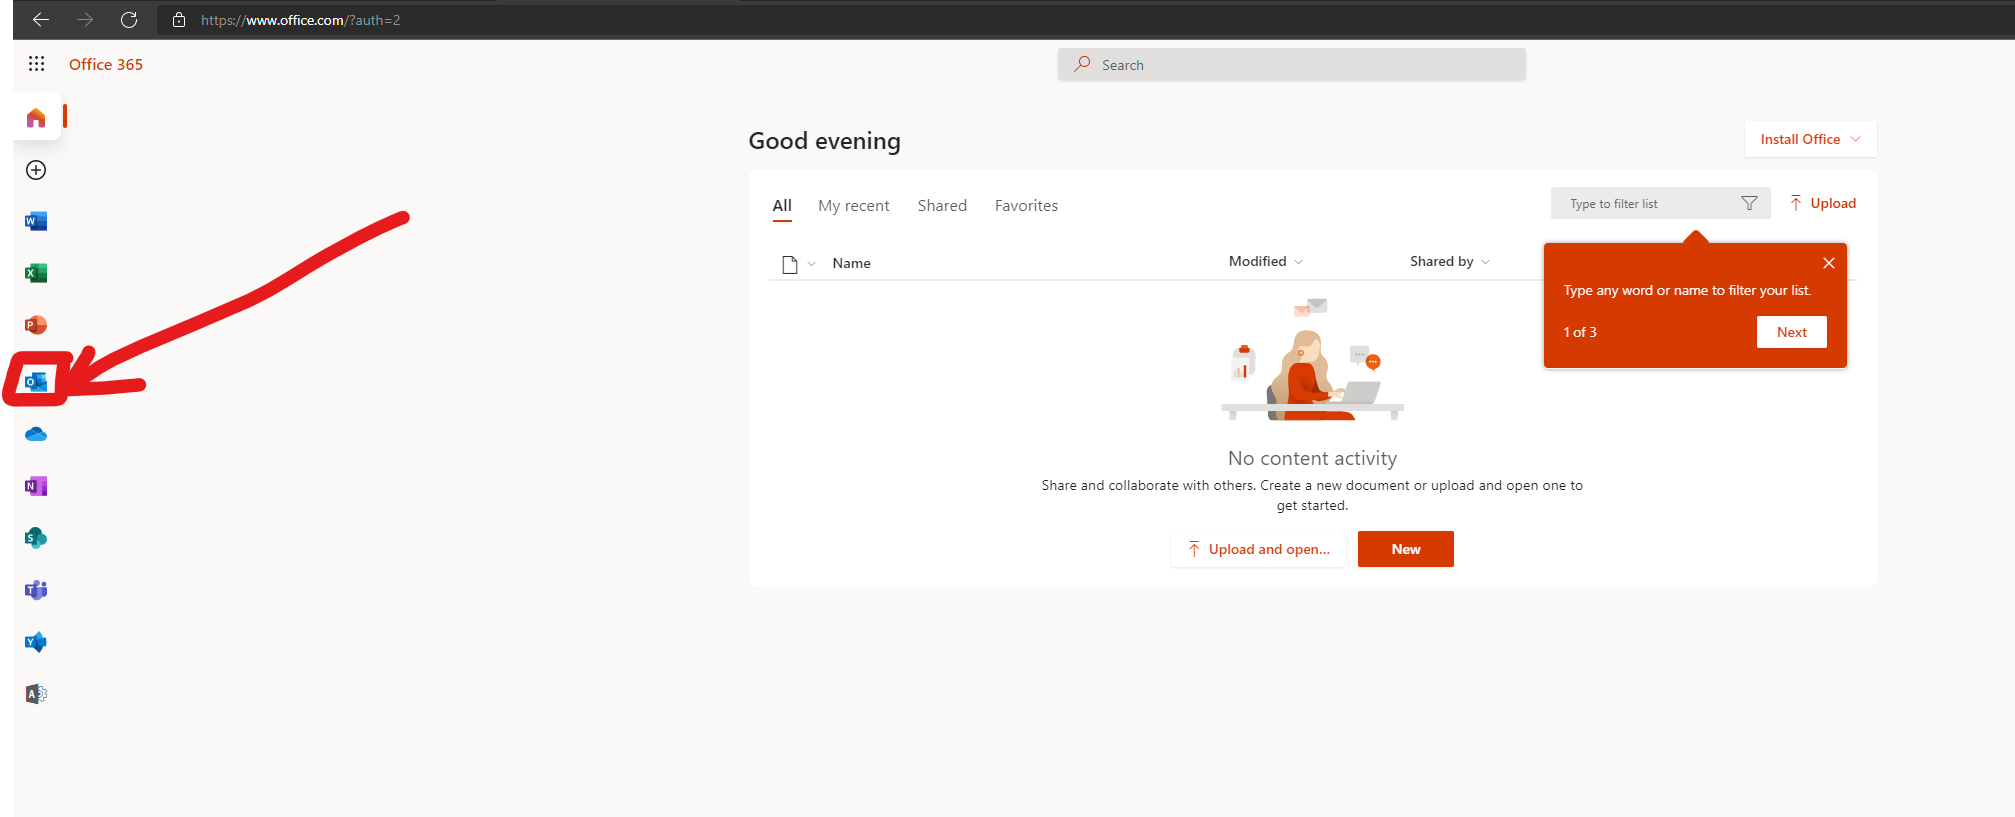 https://www.office.com/?auth=2
Office 365
Search
Good evening
Install Office
All My recent Shared Favorites
Type to filter list
Upload
Name Modified Shared by
Type any word or name to filter your list.
1 of 3
Next
W
X
P
O
N
S
T
Y
A
No content activity
Share and collaborate with others. Create a new document or upload and open one to
get started.
Upload and open...
New